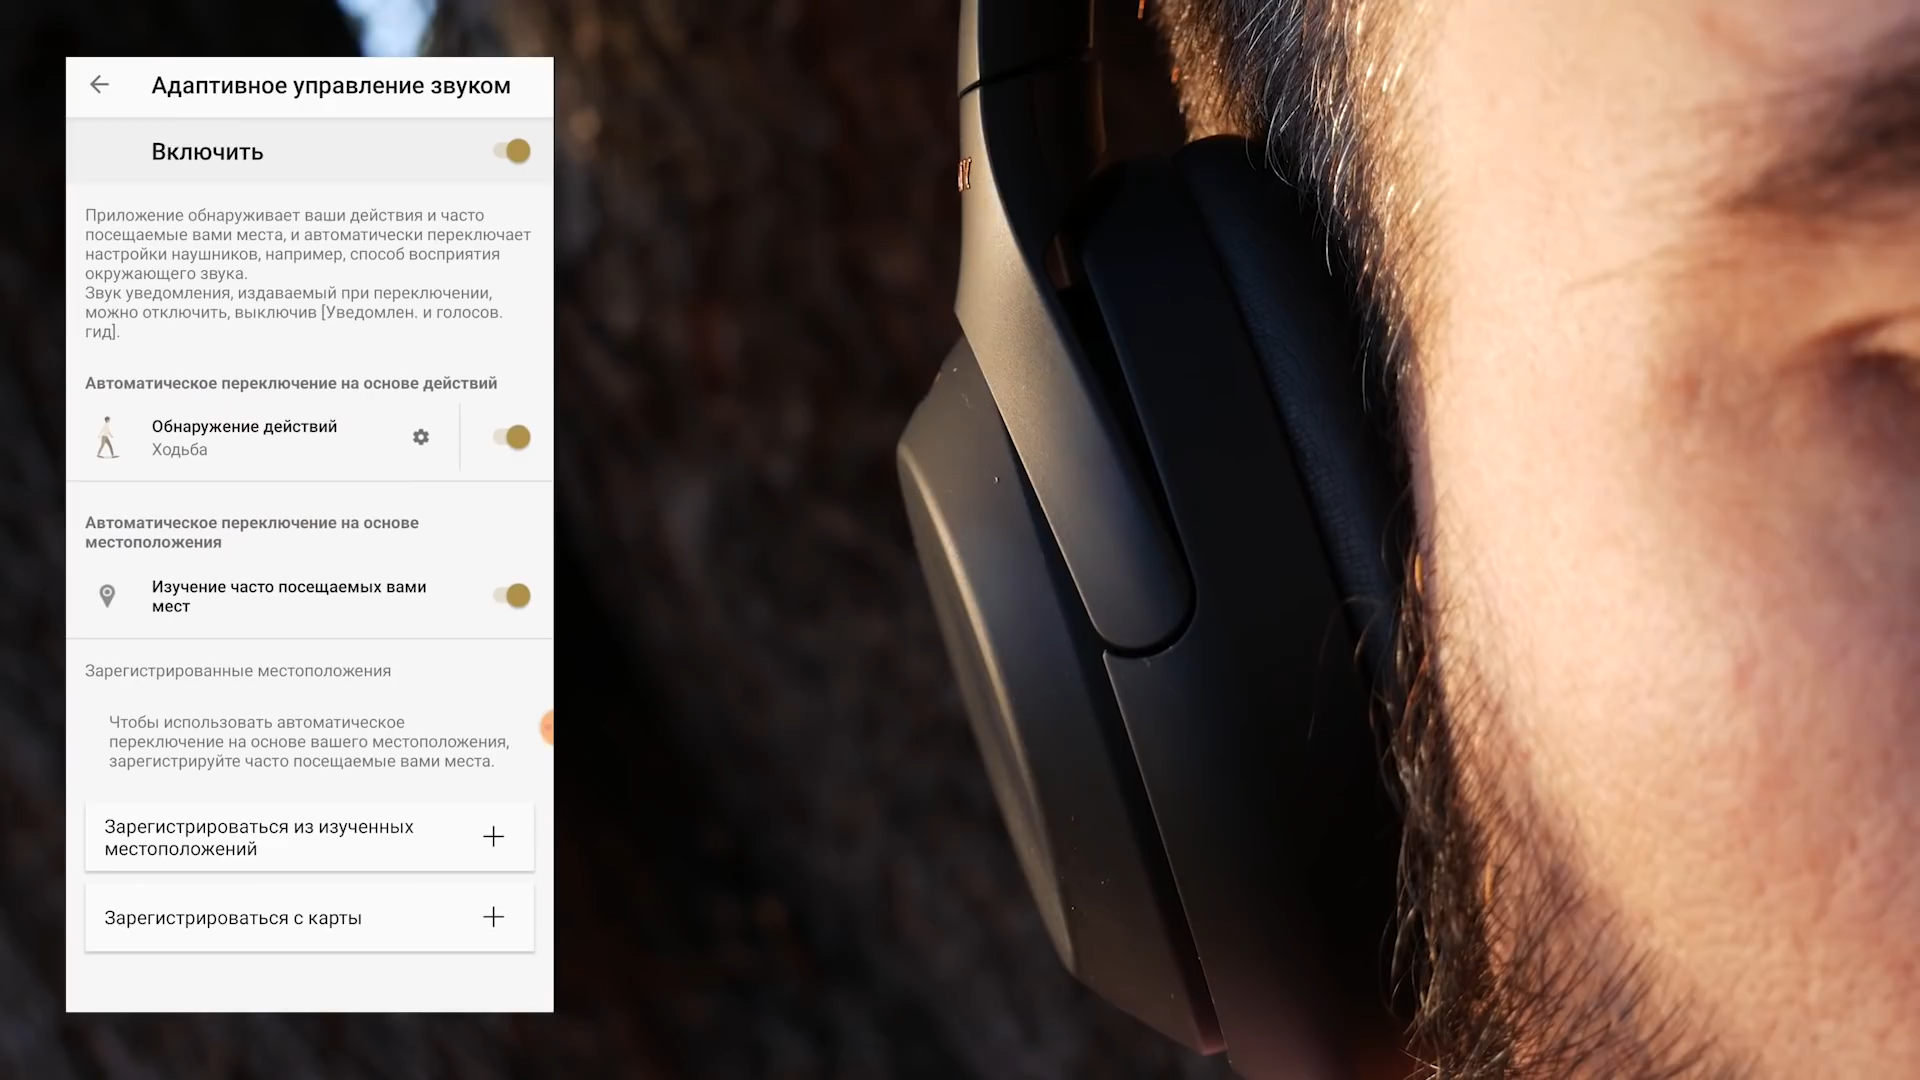 Адаптивное управление звуком
Включить
Приложение обнаруживает ваши действия и часто
посещаемые вами места, и автоматически переключает
настройки наушников, например, способ восприятия
окружающего звука.
Звук уведомления, издаваемый при переключении,
можно отключить, выключив [Уведомлен. и голосов.
гид].
Автоматическое переключение на основе действий
Обнаружение действий
Ходьба
Автоматическое переключение на основе
местоположения
Изучение часто посещаемых вами
мест
Зарегистрированные местоположения
Чтобы использовать автоматическое
переключение на основе вашего местоположения,
зарегистрируйте часто посещаемые вами места.
Зарегистрироваться из изученных
местоположений
Зарегистрироваться с карты